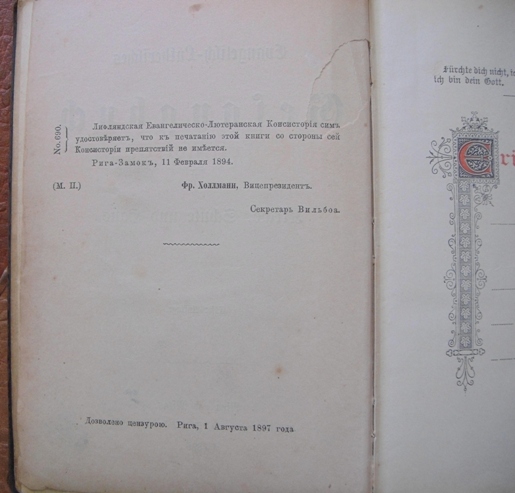 No. 690.
Лифляндская Евангелическо-Лютеранская Консисторія симъ
удостовѣряетъ, что къ печатанію этой книги со стороны сей
Консисторіи препятствій не имѣется.
Рига-Замокъ, 11 Февраля 1894.
(М. П.) Фр. Холлманн, Вицепрезидентъ.
Секретарь Вильбоа.
Дозволено цензурою. Рига, 1 Августа 1897 года
Fürchte dich nicht,
ich bin dein Gott.
Eri